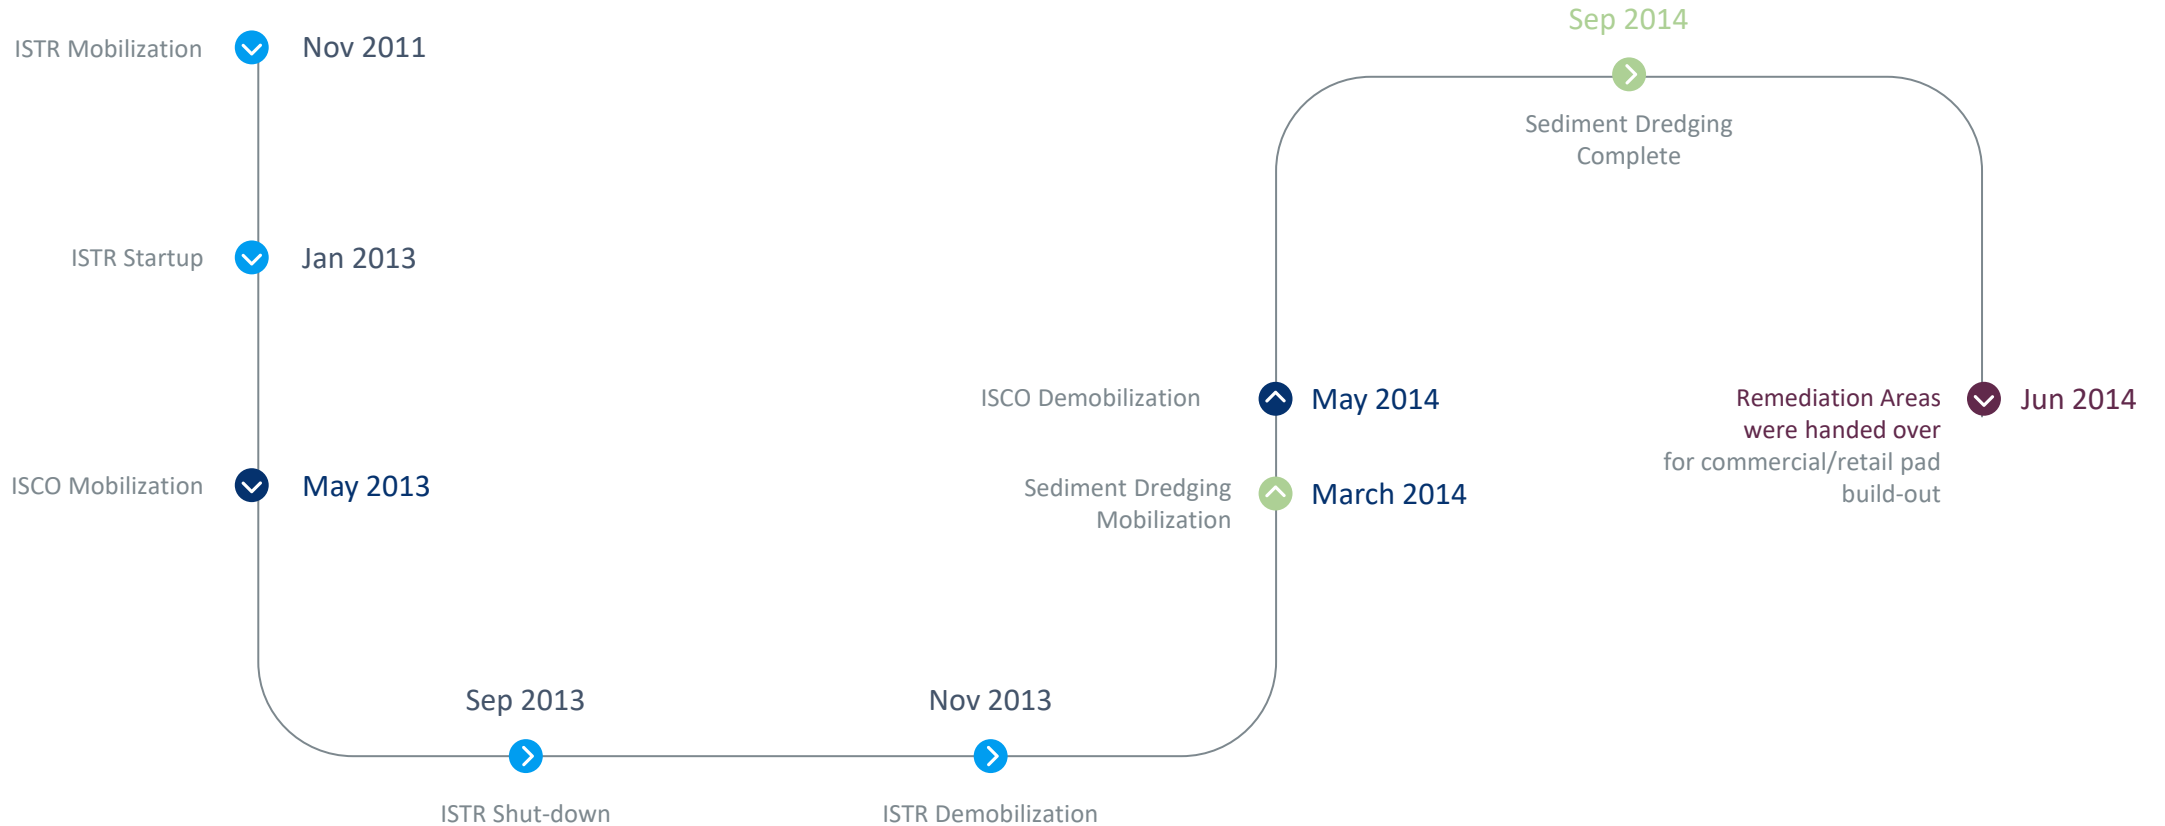 ISTR Mobilization
Nov 2011
ISTR Startup
Jan 2013
ISCO Mobilization
May 2013
Sep 2013
ISTR Shut-down
Nov 2013
ISTR Demobilization
Sediment Dredging
Mobilization
March 2014
ISCO Demobilization
May 2014
Sep 2014
Sediment Dredging
Complete
Remediation Areas
were handed over
for commercial/retail pad
build-out
Jun 2014